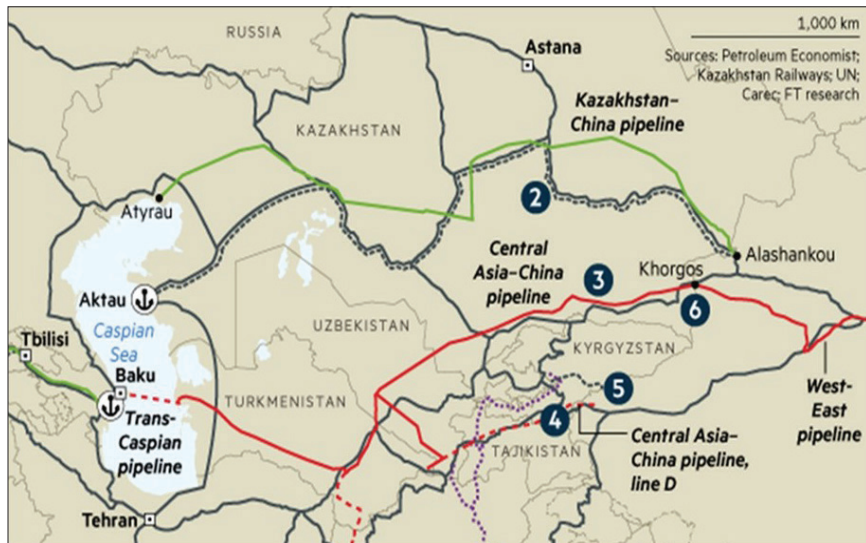 1,000 km
RUSSIA
Astana
Sources: Petroleum Economist;
Kazakhstan Railways; UN;
Carec; FT research
Kazakhstan–
China pipeline
KAZAKHSTAN
Atyrau
2
Central
Asia–China
pipeline
3
Khorgos
Alashankou
Aktau
6
Caspian
Sea
UZBEKISTAN
Tbilisi
KYRGYZSTAN
Baku
5
West-
East
pipeline
TURKMENISTAN
Trans-
Caspian
pipeline
4
TAJIKISTAN
Central Asia–
China pipeline,
line D
Tehran